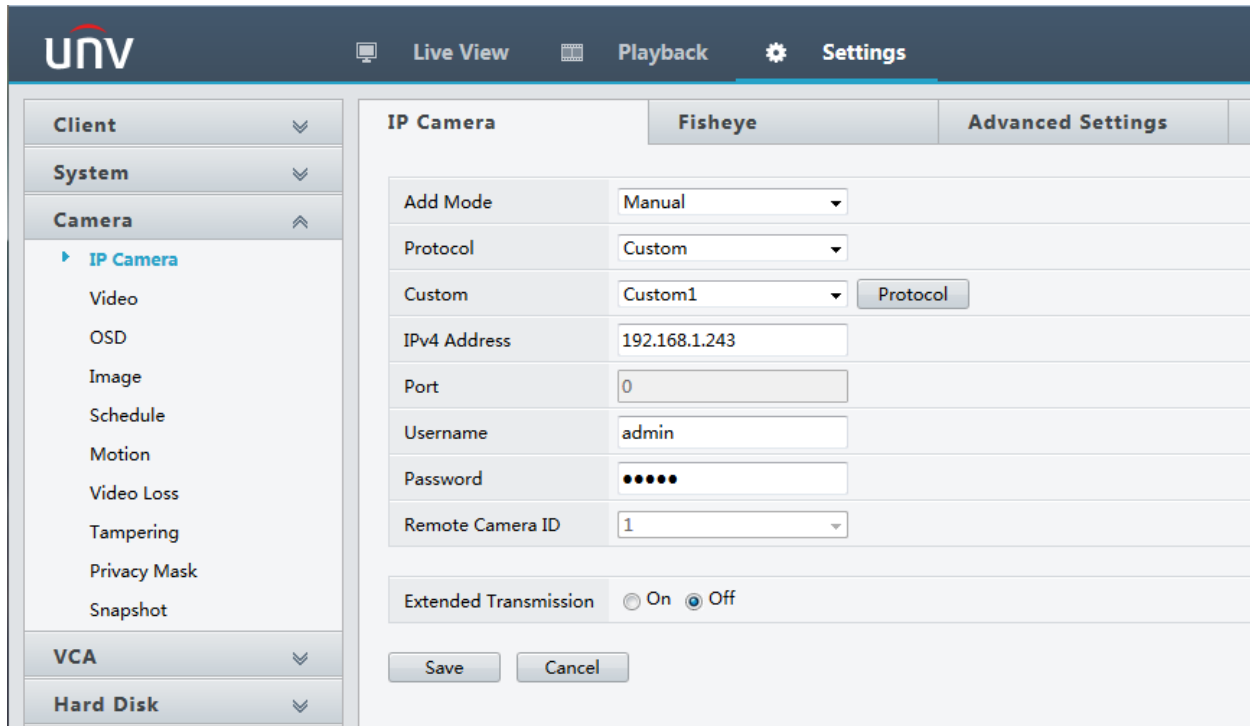 unv
Live View Playback Settings
Client
System
Camera
IP Camera
Video
OSD
Image
Schedule
Motion
Video Loss
Tampering
Privacy Mask
Snapshot
VCA
Hard Disk
IP Camera Fisheye Advanced Settings
Add Mode Manual
Protocol Custom
Custom Custom1 Protocol
IPv4 Address 192.168.1.243
Port 0
Username admin
Password •••••
Remote Camera ID 1
Extended Transmission On Off
Save Cancel